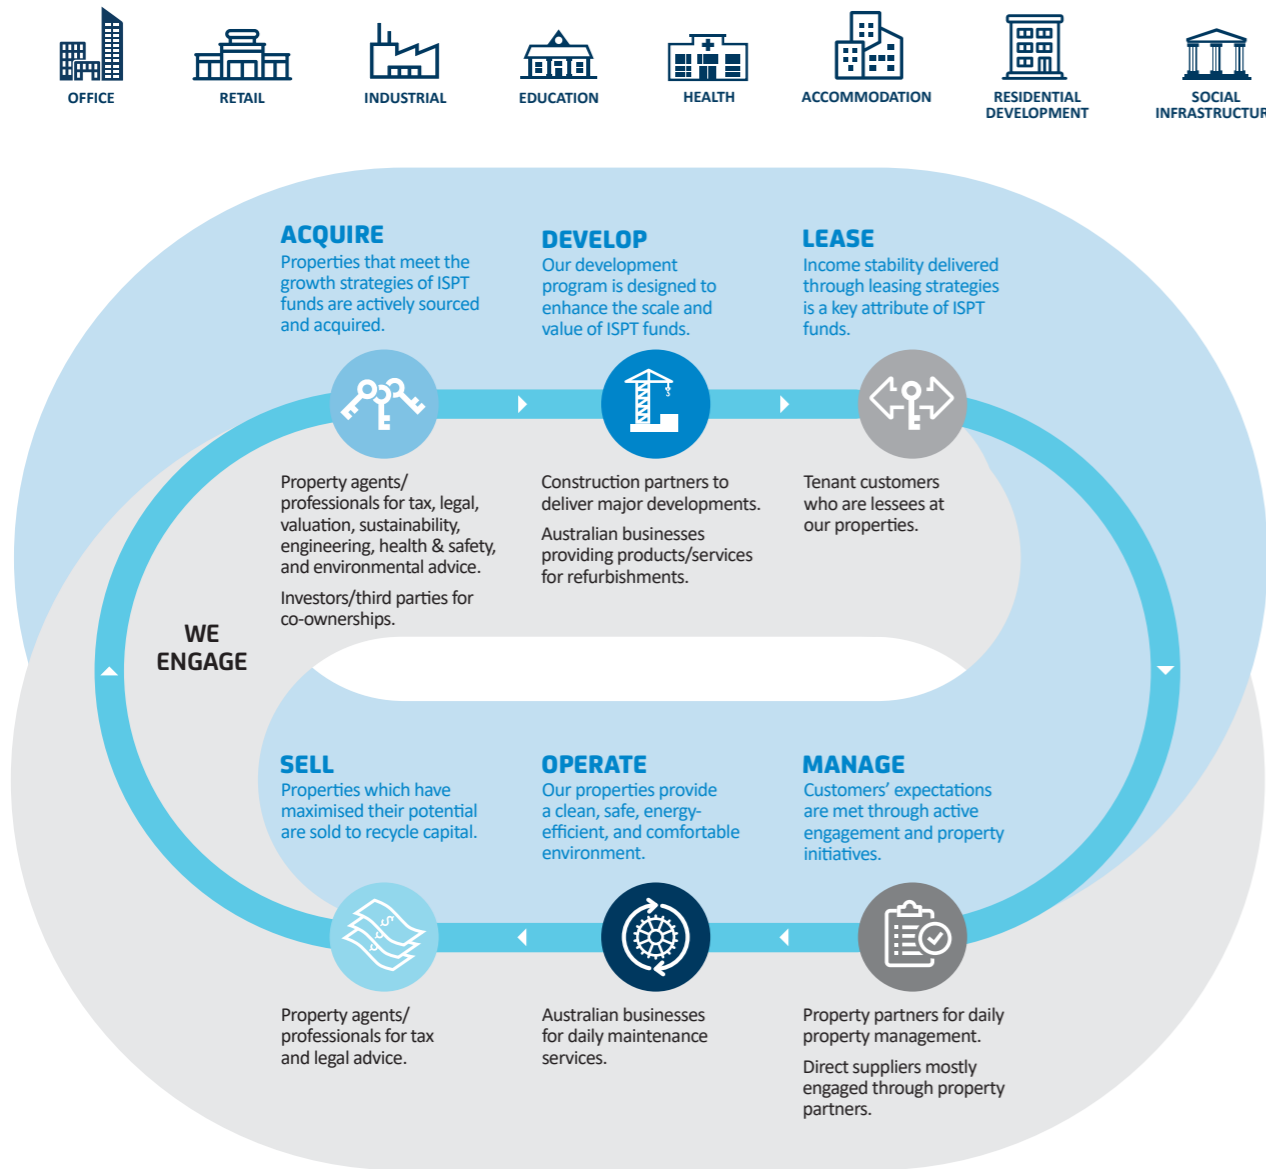 OFFICE
RETAIL
INDUSTRIAL
EDUCATION
HEALTH
ACCOMMODATION
RESIDENTIAL
DEVELOPMENT
SOCIAL
INFRASTRUCTUR
ACQUIRE
Properties that meet the
growth strategies of ISPT
funds are actively sourced
and acquired.
DEVELOP
Our development
program is designed to
enhance the scale and
value of ISPT funds.
LEASE
Income stability delivered
through leasing strategies
is a key attribute of ISPT
funds.
Property agents/
professionals for tax, legal,
valuation, sustainability,
engineering, health & safety,
and environmental advice.
Investors/third parties for
co-ownerships.
Construction partners to
deliver major developments.
Australian businesses
providing products/services
for refurbishments.
Tenant customers
who are lessees at
our properties.
WE
ENGAGE
SELL
Properties which have
maximised their potential
are sold to recycle capital.
OPERATE
Our properties provide
a clean, safe, energy-
efficient, and comfortable
environment.
MANAGE
Customers’ expectations
are met through active
engagement and property
initiatives.
Property agents/
professionals for tax
and legal advice.
Australian businesses
for daily maintenance
services.
Property partners for daily
property management.
Direct suppliers mostly
engaged through property
partners.